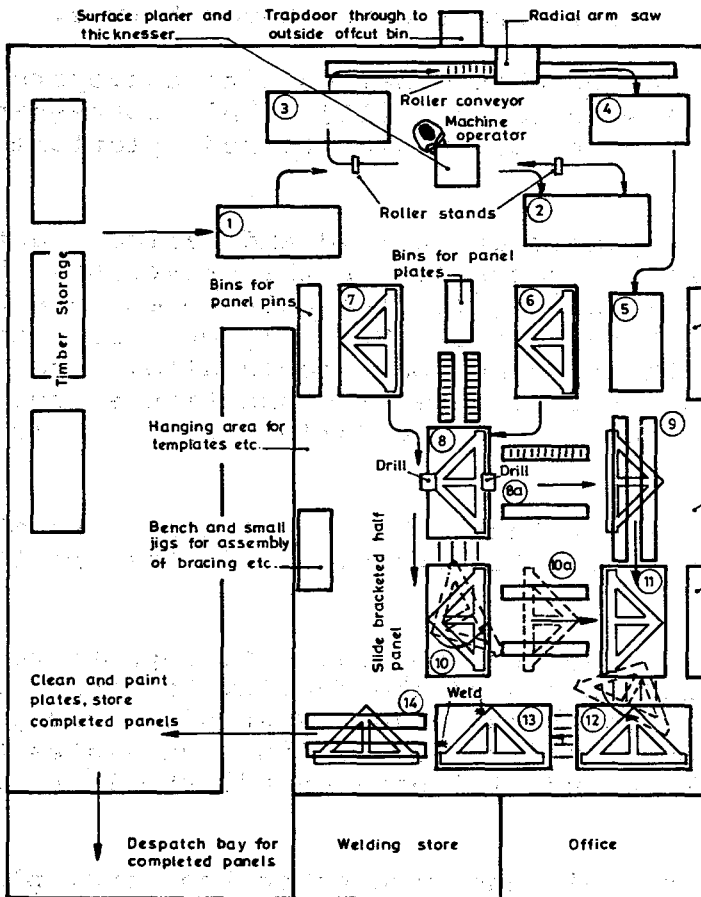 Surface planer and
thicknesser
Trapdoor through to
outside offcut bin
Radial arm saw
3
Roller conveyor
4
Machine
operator
Roller stands
1
2
Bins for
panel pins
7
Bins for panel
plates
6
5
Timber Storage
Hanging area for
templates etc.
8
9
Drill
Drill
8a
Bench and small
jigs for assembly
of bracing etc.
Slide bracketed half
panel
10
10a
11
Clean and paint
plates, store
completed panels
14
Weld
13
12
Despatch bay for
completed panels
Welding store
Office